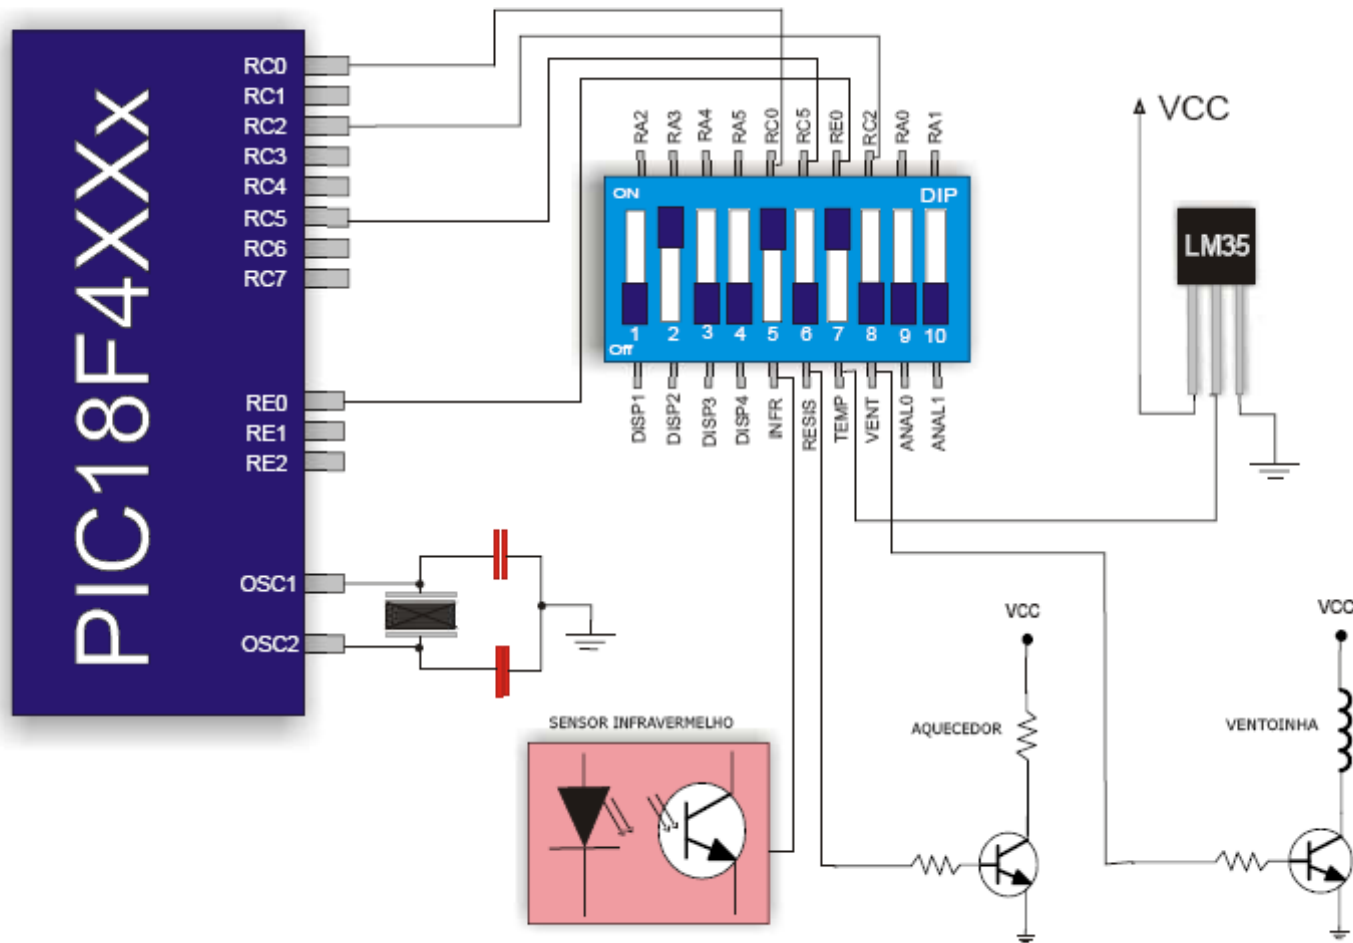 PIC18F4XXx
RC0
RC1
RC2
RC3
RC4
RC5
RC6
RC7
RE0
RE1
RE2
OSC1
OSC2
RA2 RA3 RA4 RA5 RC0 RC5 RE0 RC2 RA0 RA1
ON DIP
1 2 3 4 5 6 7 8 9 10
Off
DISP1 DISP2 DISP3 DISP4 INFR RESIS TEMP VENT ANAL0 ANAL1
VCC
LM35
VCC
VCC
SENSOR INFRAVERMELHO
AQUECEDOR
VENTOINHA